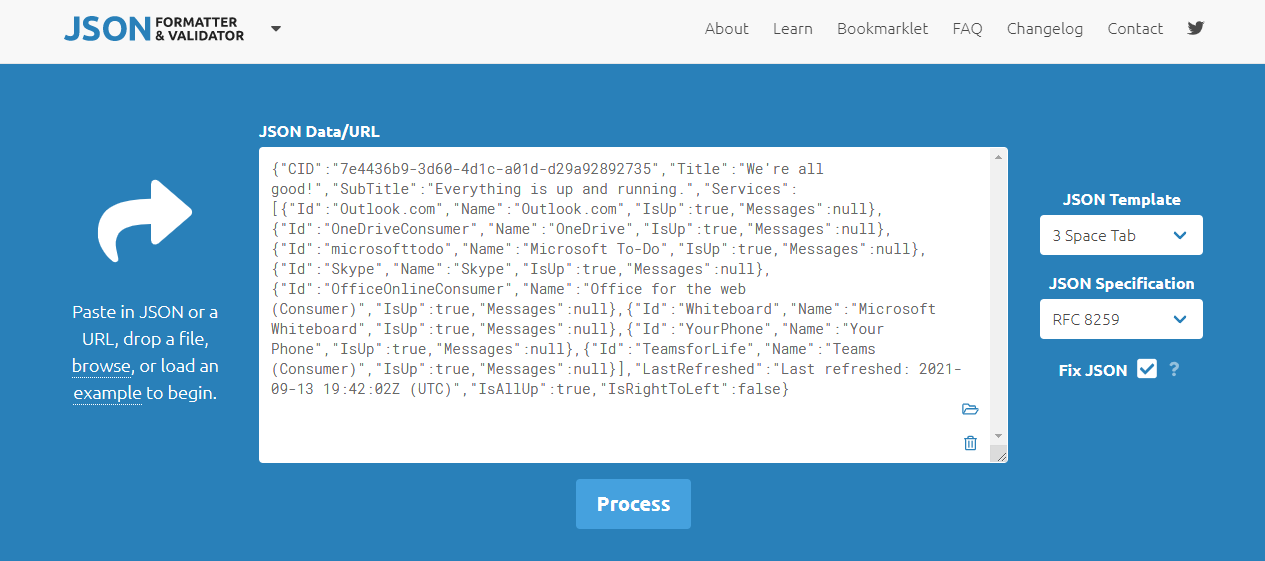 JSON FORMATTER & VALIDATOR
About Learn Bookmarklet FAQ Changelog Contact
JSON Data/URL
{"CID":"7e4436b9-3d60-4d1c-a01d-d29a92892735","Title":"We're all
good!","SubTitle":"Everything is up and running.","Services":
[{"Id":"Outlook.com","Name":"Outlook.com","IsUp":true,"Messages":null},
{"Id":"OneDriveConsumer","Name":"OneDrive","IsUp":true,"Messages":null},
{"Id":"microsofttodo","Name":"Microsoft To-Do","IsUp":true,"Messages":null},
{"Id":"Skype","Name":"Skype","IsUp":true,"Messages":null},
{"Id":"OfficeOnlineConsumer","Name":"Office for the web
(Consumer)","IsUp":true,"Messages":null},{"Id":"Whiteboard","Name":"Microsoft
Whiteboard","IsUp":true,"Messages":null},{"Id":"YourPhone","Name":"Your
Phone","IsUp":true,"Messages":null},{"Id":"TeamsforLife","Name":"Teams
(Consumer)","IsUp":true,"Messages":null}],"LastRefreshed":"Last refreshed: 2021-
09-13 19:42:02Z (UTC)","IsAllUp":true,"IsRightToLeft":false}
Paste in JSON or a
URL, drop a file,
browse, or load an
example to begin.
JSON Template
3 Space Tab
JSON Specification
RFC 8259
Fix JSON ?
Process